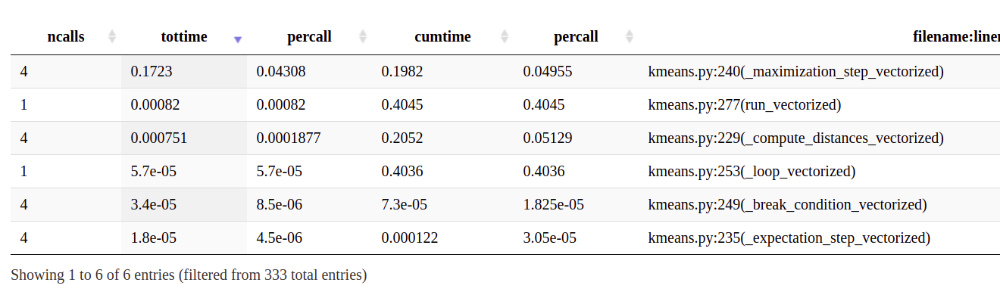 ncalls tottime percall cumtime percall filename:liner
4 0.1723 0.04308 0.1982 0.04955 kmeans.py:240(_maximization_step_vectorized)
1 0.00082 0.00082 0.4045 0.4045 kmeans.py:277(run_vectorized)
4 0.000751 0.0001877 0.2052 0.05129 kmeans.py:229(_compute_distances_vectorized)
1 5.7e-05 5.7e-05 0.4036 0.4036 kmeans.py:253(_loop_vectorized)
4 3.4e-05 8.5e-06 7.3e-05 1.825e-05 kmeans.py:249(_break_condition_vectorized)
4 1.8e-05 4.5e-06 0.000122 3.05e-05 kmeans.py:235(_expectation_step_vectorized)
Showing 1 to 6 of 6 entries (filtered from 333 total entries)